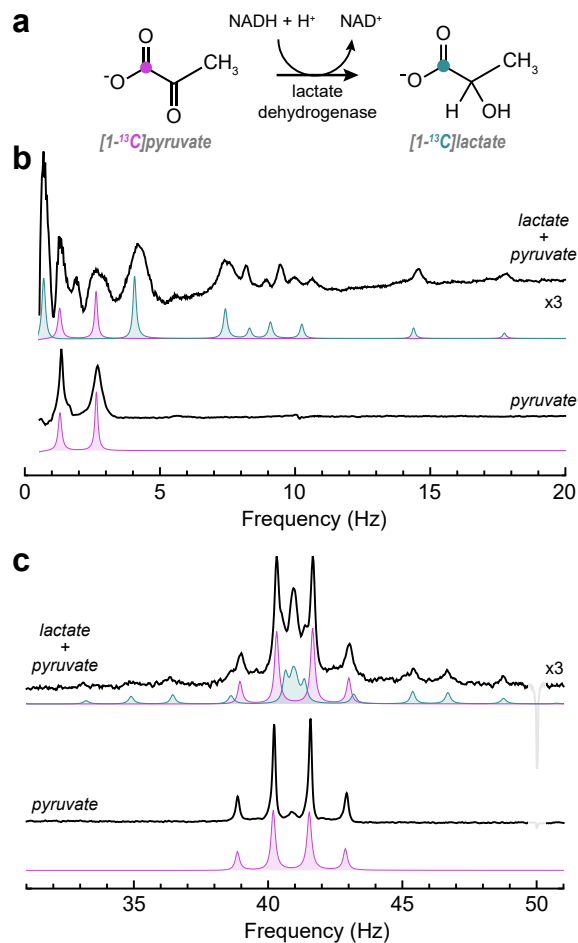 a
NADH + H⁺ NAD⁺
O
⁻O
CH₃
O
lactate
dehydrogenase
O
⁻O
CH₃
H OH
[1-¹³C]pyruvate
[1-¹³C]lactate
b
lactate
+
pyruvate
x3
pyruvate
0 5 10 15 20
Frequency (Hz)
c
lactate
+
pyruvate
x3
pyruvate
35 40 45 50
Frequency (Hz)